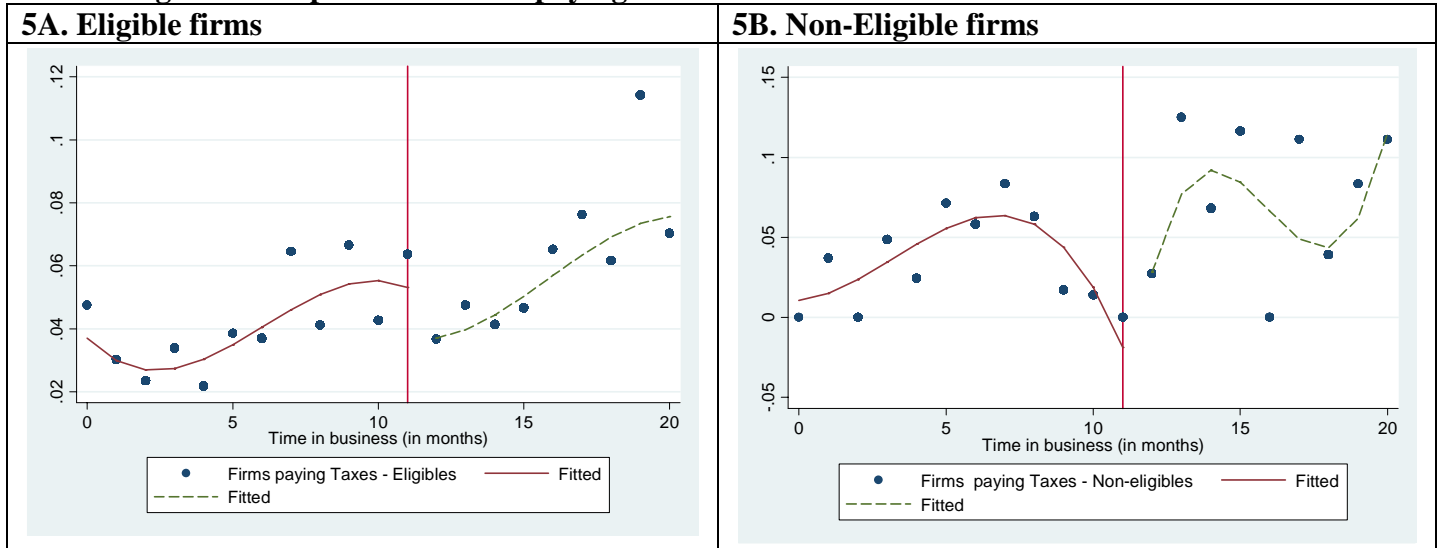 5A. Eligible firms
.12
.1
.08
.06
.04
.02
0 5 10 15 20
Time in business (in months)
Firms paying Taxes - Eligibles Fitted
Fitted
5B. Non-Eligible firms
.15
.1
.05
0
-.05
0 5 10 15 20
Time in business (in months)
Firms paying Taxes - Non-eligibles Fitted
Fitted